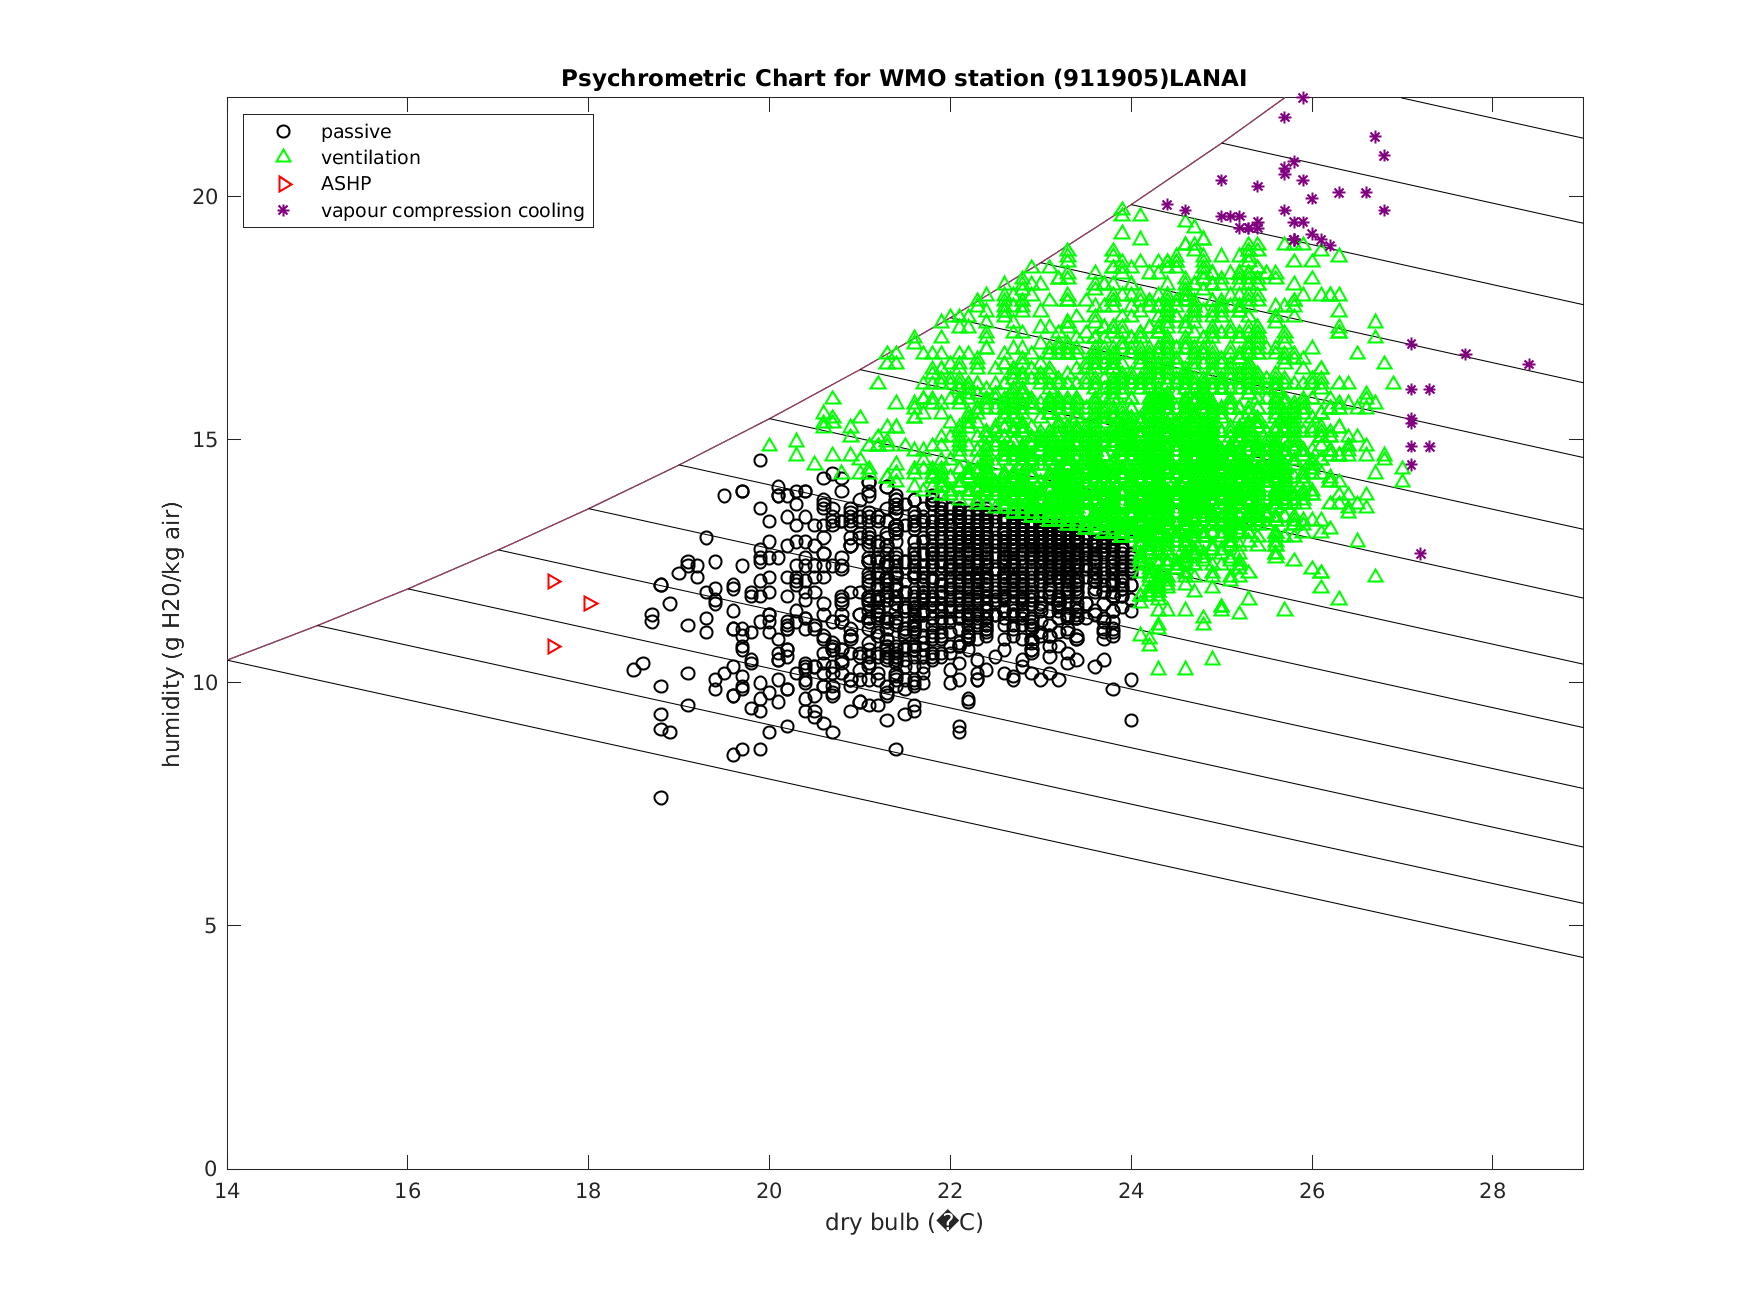 Psychrometric Chart for WMO station (911905)LANAI
passive
ventilation
ASHP
vapour compression cooling
humidity (g H20/kg air)
20
15
10
5
0
14 16 18 20 22 24 26 28
dry bulb (�C)